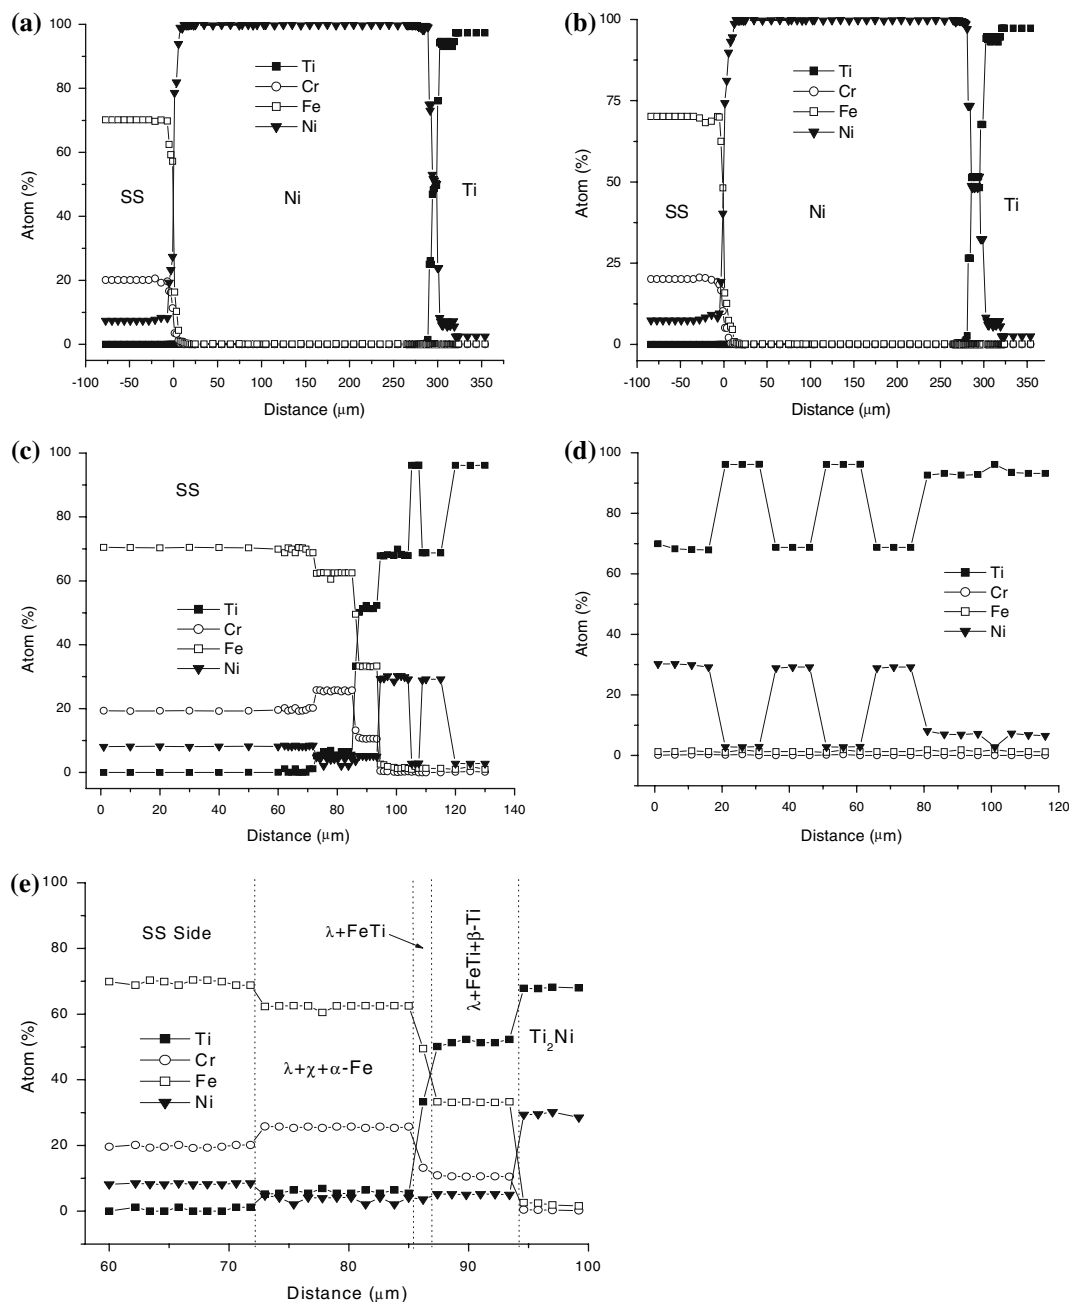 (a)
100
80
60
40
20
0
Atom (%)
Ti
Cr
Fe
Ni
SS
Ni
Ti
-100 -50 0 50 100 150 200 250 300 350
Distance (μm)
(b)
100
75
50
25
0
Atom (%)
Ti
Cr
Fe
Ni
SS
Ni
Ti
-100 -50 0 50 100 150 200 250 300 350
Distance (μm)
(c)
100
80
60
40
20
0
Atom (%)
SS
Ti
Cr
Fe
Ni
0 20 40 60 80 100 120 140
Distance (μm)
(d)
100
80
60
40
20
0
Atom (%)
Ti
Cr
Fe
Ni
0 20 40 60 80 100 120
Distance (μm)
(e)
100
80
60
40
20
0
Atom (%)
SS Side
λ+FeTi
λ+FeTi+β-Ti
Ti
Cr
Fe
Ni
λ+χ+α-Fe
Ti₂Ni
60 70 80 90 100
Distance (μm)